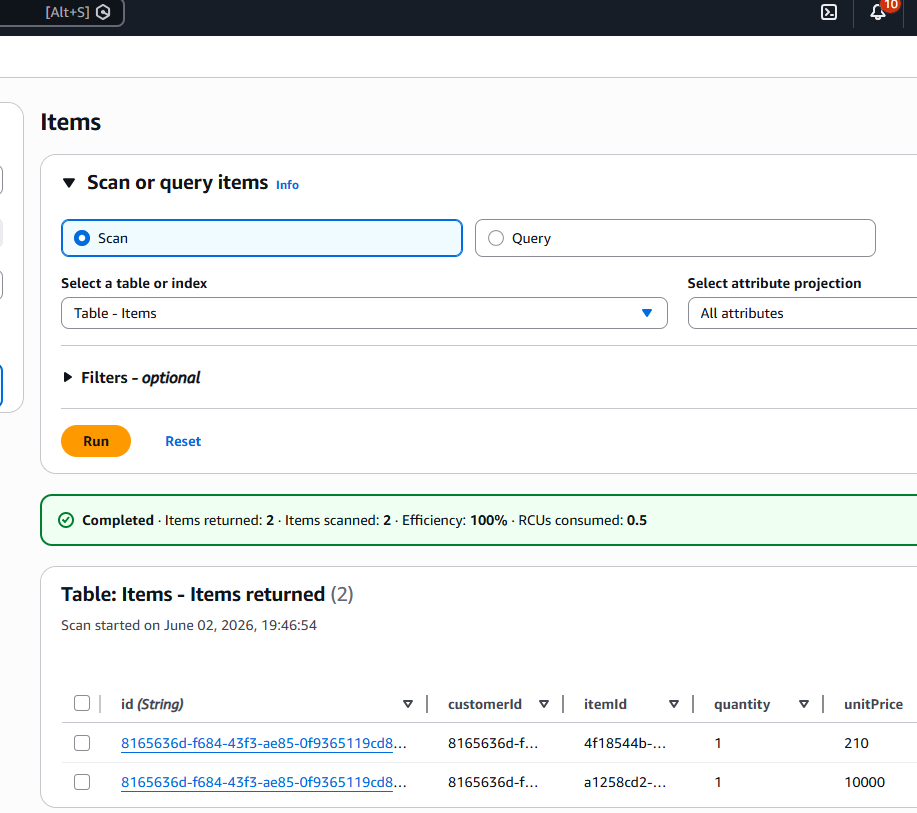 [Alt+S]
10
Items
Scan or query items Info
Scan
Query
Select a table or index
Select attribute projection
Table - Items
All attributes
Filters - optional
Run
Reset
Completed · Items returned: 2 · Items scanned: 2 · Efficiency: 100% · RCUs consumed: 0.5
Table: Items - Items returned (2)
Scan started on June 02, 2026, 19:46:54
id (String) customerId itemId quantity unitPrice
8165636d-f684-43f3-ae85-0f9365119cd8... 8165636d-f... 4f18544b-... 1 210
8165636d-f684-43f3-ae85-0f9365119cd8... 8165636d-f... a1258cd2-... 1 10000